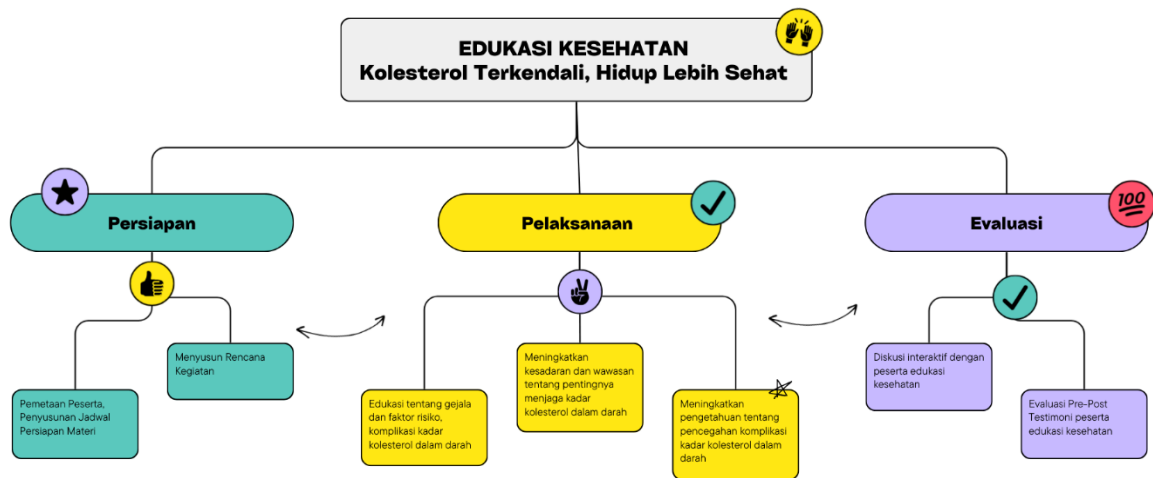 EDUKASI KESEHATAN
Kolesterol Terkendali, Hidup Lebih Sehat
Persiapan
Pelaksanaan
100
Evaluasi
Pemetaan Peserta,
Penyusunan Jadwal
Persiapan Materi
Menyusun Rencana
Kegiatan
Edukasi tentang gejala
dan faktor risiko,
komplikasi kadar
kolesterol dalam darah
Meningkatkan
kesadaran dan wawasan
tentang pentingnya
menjaga kadar
kolesterol dalam darah
Meningkatkan
pengetahuan tentang
pencegahan komplikasi
kadar kolesterol dalam
darah
Diskusi interaktif dengan
peserta edukasi
kesehatan
Evaluasi Pre-Post
Testimoni peserta
edukasi kesehatan